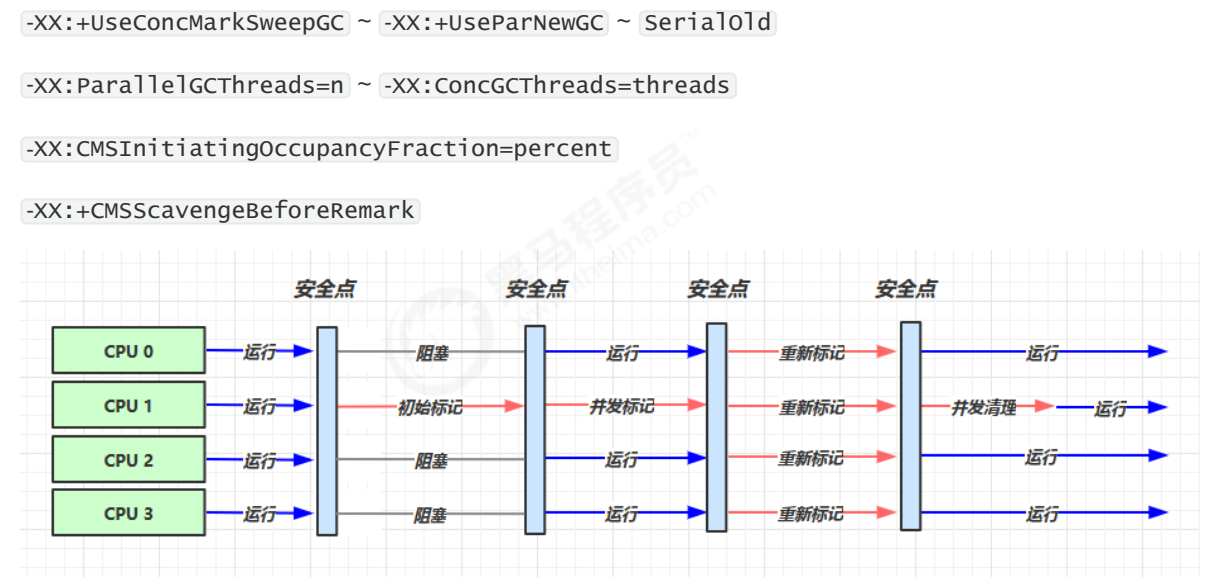 -XX:+UseConcMarkSweepGC ~ -XX:+UseParNewGC ~ SerialOld
-XX:ParallelGCThreads=n ~ -XX:ConcGCThreads=threads
-XX:CMSInitiatingOccupancyFraction=percent
-XX:+CMSScavengeBeforeRemark
黑马程序员™
www.itheima.com
安全点 安全点 安全点 安全点
CPU 0 运行 阻塞 运行 重新标记 运行
CPU 1 运行 初始标记 并发标记 重新标记 并发清理 运行
CPU 2 运行 阻塞 运行 重新标记 运行
CPU 3 运行 阻塞 运行 重新标记 运行